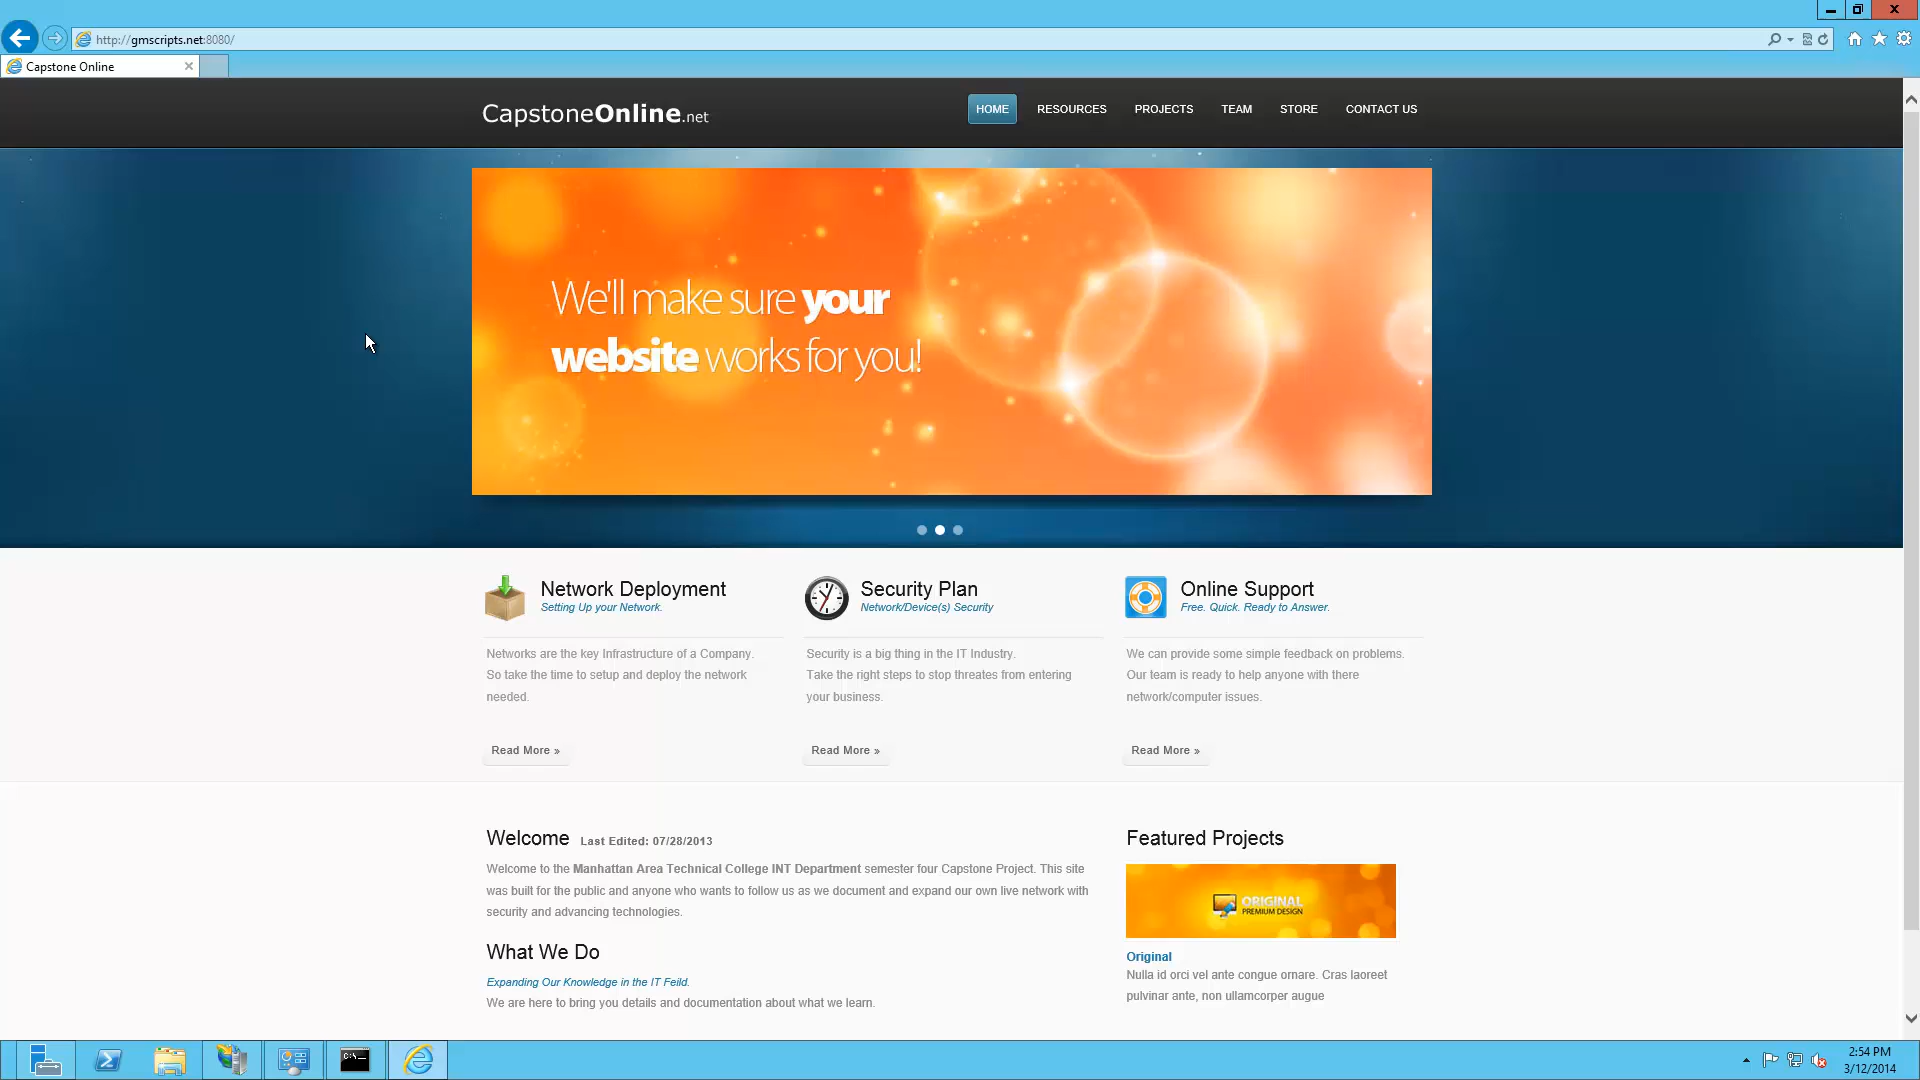 http://gmscripts.net:8080/
Capstone Online
CapstoneOnline.net
HOME RESOURCES PROJECTS TEAM STORE CONTACT US
We'll make sure your
website works for you!
Network Deployment
Setting Up your Network.
Networks are the key Infrastructure of a Company.
So take the time to setup and deploy the network
needed.
Read More »
Security Plan
Network/Device(s) Security
Security is a big thing in the IT Industry.
Take the right steps to stop threates from entering
your business.
Read More »
Online Support
Free. Quick. Ready to Answer.
We can provide some simple feedback on problems.
Our team is ready to help anyone with there
network/computer issues.
Read More »
Welcome Last Edited: 07/28/2013
Welcome to the Manhattan Area Technical College INT Department semester four Capstone Project. This site
was built for the public and anyone who wants to follow us as we document and expand our own live network with
security and advancing technologies.
What We Do
Expanding Our Knowledge in the IT Feild.
We are here to bring you details and documentation about what we learn.
Featured Projects
ORIGINAL
PREMIUM DESIGN
Original
Nulla id orci vel ante congue ornare. Cras laoreet
pulvinar ante, non ullamcorper augue
C:\_
2:54 PM
3/12/2014